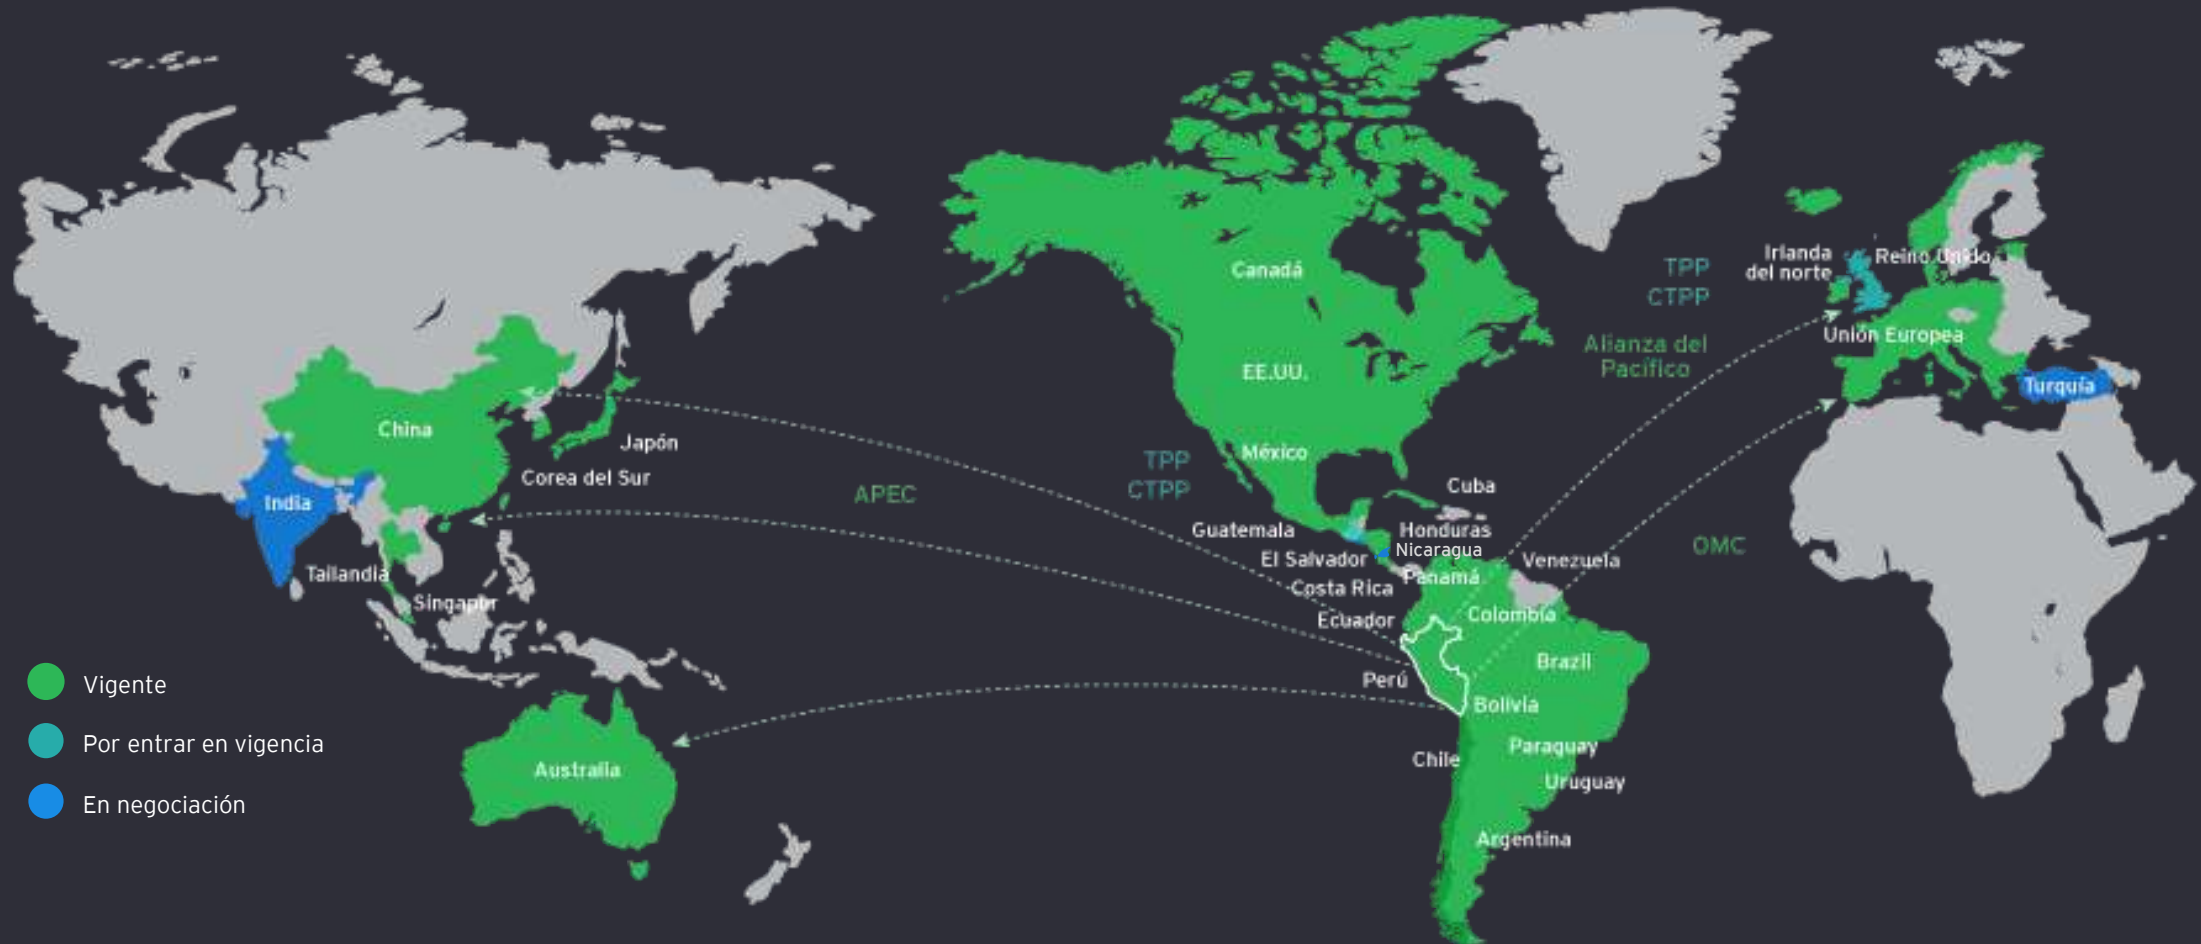 Canadá
Irlanda
del norte
Reino Unido
TPP
CTPP
Unión Europea
Alianza del
Pacífico
EE.UU.
Turquía
China
Japón
México
TPP
CTPP
Corea del Sur
APEC
Cuba
India
Guatemala
Honduras
Nicaragua
OMC
El Salvador
Venezuela
Tailandia
Costa Rica
Panamá
Singapur
Ecuador
Colombia
Brazil
Perú
Bolivia
Vigente
Por entrar en vigencia
En negociación
Paraguay
Chile
Australia
Uruguay
Argentina